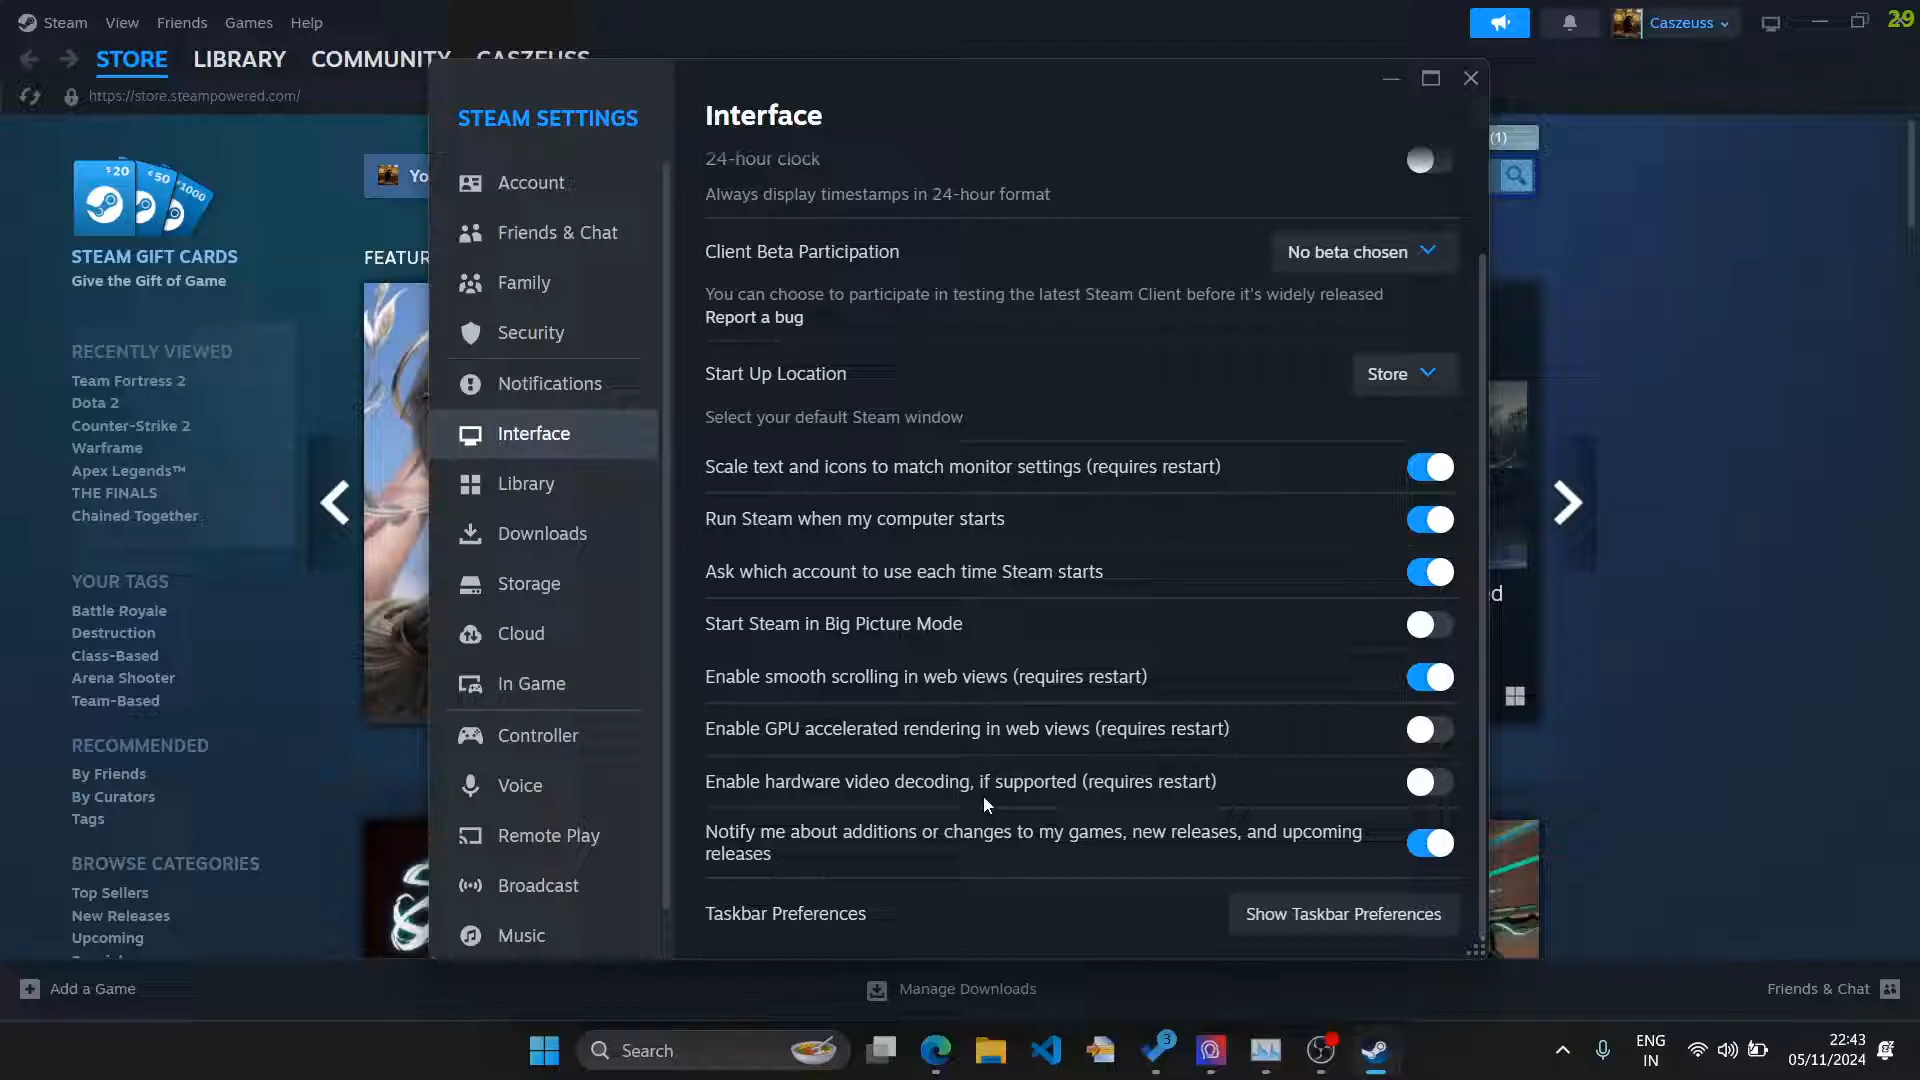 Steam View Friends Games Help
Caszeuss
29
STORE LIBRARY COMMUNITY CASZEUSS
https://store.steampowered.com/
STEAM SETTINGS
Account
Friends & Chat
Family
Security
Notifications
Interface
Library
Downloads
Storage
Cloud
In Game
Controller
Voice
Remote Play
Broadcast
Music
Interface
24-hour clock
Always display timestamps in 24-hour format
Client Beta Participation
No beta chosen
You can choose to participate in testing the latest Steam Client before it's widely released
Report a bug
Start Up Location
Store
Select your default Steam window
Scale text and icons to match monitor settings (requires restart)
Run Steam when my computer starts
Ask which account to use each time Steam starts
Start Steam in Big Picture Mode
Enable smooth scrolling in web views (requires restart)
Enable GPU accelerated rendering in web views (requires restart)
Enable hardware video decoding, if supported (requires restart)
Notify me about additions or changes to my games, new releases, and upcoming
releases
Taskbar Preferences
Show Taskbar Preferences
$20 €50 ¥1000
STEAM GIFT CARDS
Give the Gift of Game
RECENTLY VIEWED
Team Fortress 2
Dota 2
Counter-Strike 2
Warframe
Apex Legends™
THE FINALS
Chained Together
YOUR TAGS
Battle Royale
Destruction
Class-Based
Arena Shooter
Team-Based
RECOMMENDED
By Friends
By Curators
Tags
BROWSE CATEGORIES
Top Sellers
New Releases
Upcoming
Yo
FEATUR
(1)
ed
Add a Game
Manage Downloads
Friends & Chat
Search
3
ENG
IN
22:43
05/11/2024